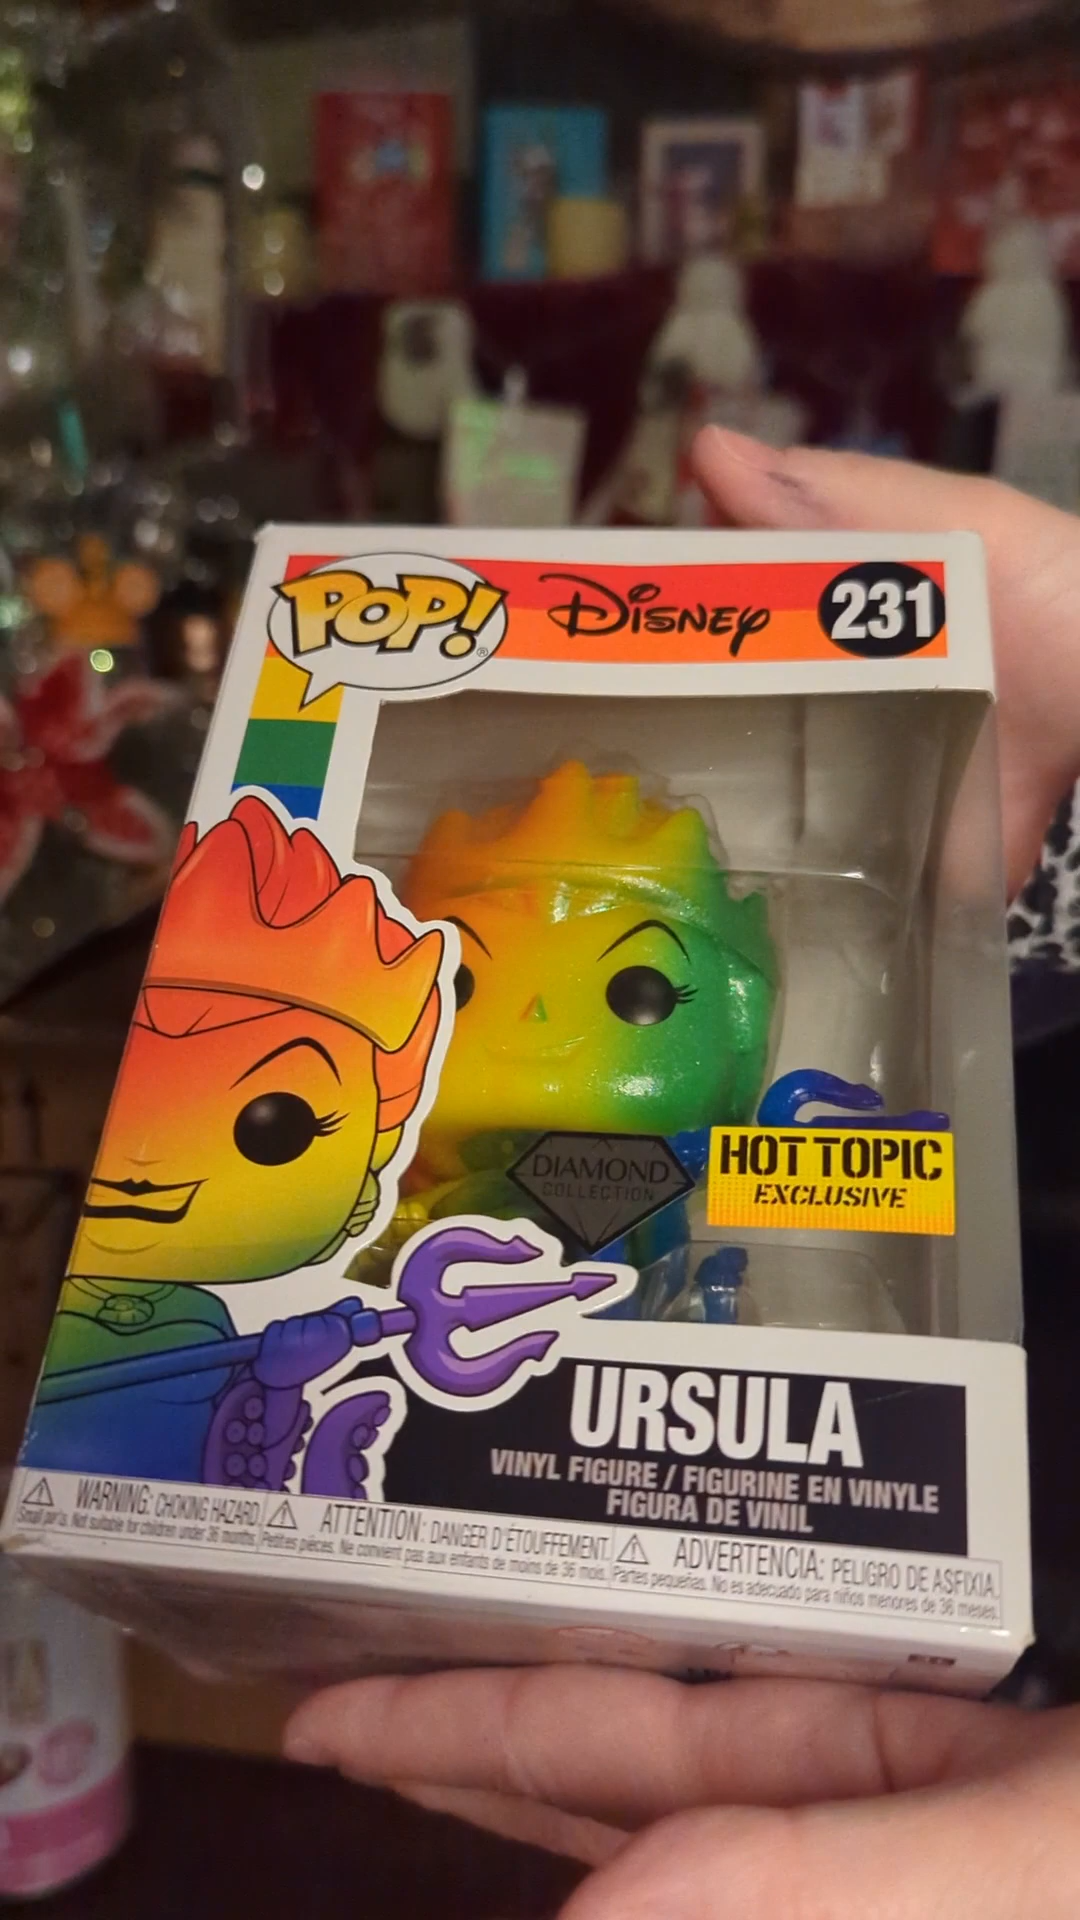 POP!®
DISNEY
231
DIAMOND
COLLECTION
HOT TOPIC
EXCLUSIVE
URSULA
VINYL FIGURE / FIGURINE EN VINYLE
FIGURA DE VINIL
WARNING: CHOKING HAZARD.
Small parts. Not suitable for children under 36 months.
ATTENTION: DANGER D'ÉTOUFFEMENT.
Petites pièces. Ne convient pas aux enfants de moins de 36 mois.
ADVERTENCIA: PELIGRO DE ASFIXIA.
Partes pequeñas. No es adecuado para niños menores de 36 meses.